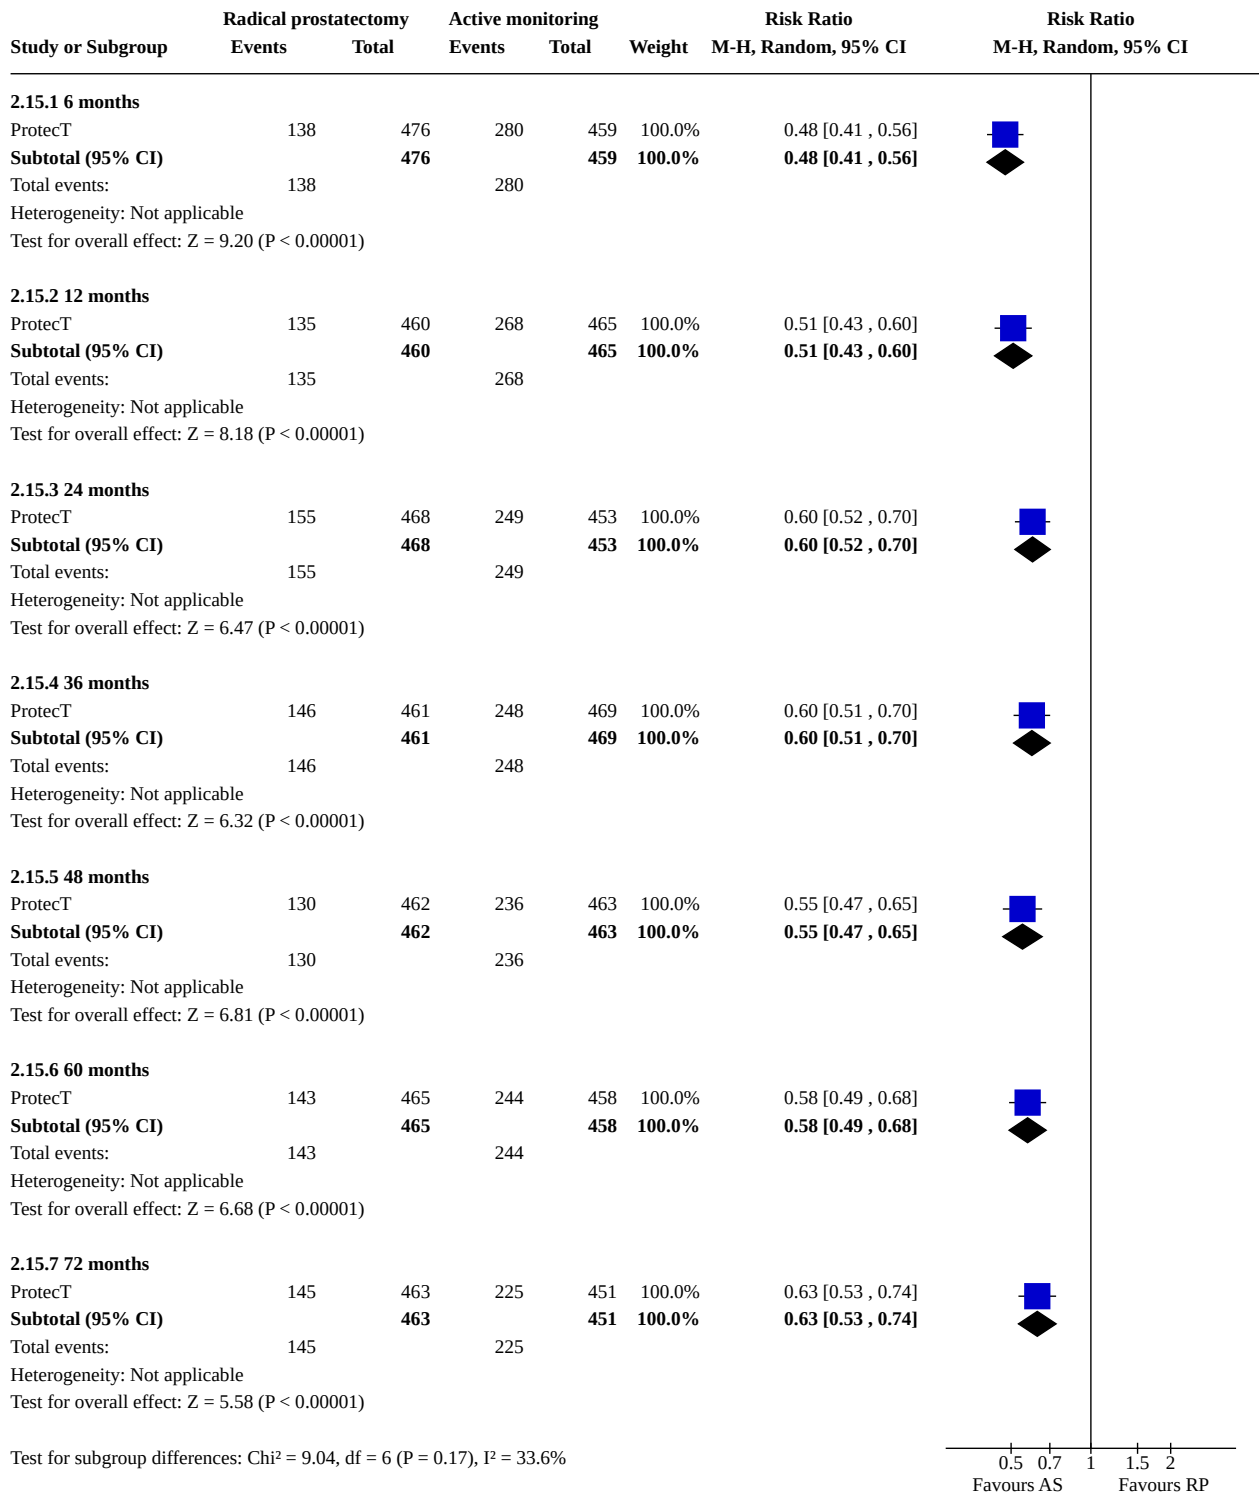 Radical prostatectomy Active monitoring Risk Ratio Risk Ratio
Study or Subgroup Events Total Events Total Weight M-H, Random, 95% CI M-H, Random, 95% CI
2.15.1 6 months
ProtecT 138 476 280 459 100.0% 0.48 [0.41 , 0.56]
Subtotal (95% CI) 476 459 100.0% 0.48 [0.41 , 0.56]
Total events: 138 280
Heterogeneity: Not applicable
Test for overall effect: Z = 9.20 (P < 0.00001)
2.15.2 12 months
ProtecT 135 460 268 465 100.0% 0.51 [0.43 , 0.60]
Subtotal (95% CI) 460 465 100.0% 0.51 [0.43 , 0.60]
Total events: 135 268
Heterogeneity: Not applicable
Test for overall effect: Z = 8.18 (P < 0.00001)
2.15.3 24 months
ProtecT 155 468 249 453 100.0% 0.60 [0.52 , 0.70]
Subtotal (95% CI) 468 453 100.0% 0.60 [0.52 , 0.70]
Total events: 155 249
Heterogeneity: Not applicable
Test for overall effect: Z = 6.47 (P < 0.00001)
2.15.4 36 months
ProtecT 146 461 248 469 100.0% 0.60 [0.51 , 0.70]
Subtotal (95% CI) 461 469 100.0% 0.60 [0.51 , 0.70]
Total events: 146 248
Heterogeneity: Not applicable
Test for overall effect: Z = 6.32 (P < 0.00001)
2.15.5 48 months
ProtecT 130 462 236 463 100.0% 0.55 [0.47 , 0.65]
Subtotal (95% CI) 462 463 100.0% 0.55 [0.47 , 0.65]
Total events: 130 236
Heterogeneity: Not applicable
Test for overall effect: Z = 6.81 (P < 0.00001)
2.15.6 60 months
ProtecT 143 465 244 458 100.0% 0.58 [0.49 , 0.68]
Subtotal (95% CI) 465 458 100.0% 0.58 [0.49 , 0.68]
Total events: 143 244
Heterogeneity: Not applicable
Test for overall effect: Z = 6.68 (P < 0.00001)
2.15.7 72 months
ProtecT 145 463 225 451 100.0% 0.63 [0.53 , 0.74]
Subtotal (95% CI) 463 451 100.0% 0.63 [0.53 , 0.74]
Total events: 145 225
Heterogeneity: Not applicable
Test for overall effect: Z = 5.58 (P < 0.00001)
Test for subgroup differences: Chi² = 9.04, df = 6 (P = 0.17), I² = 33.6%
0.5 0.7 1 1.5 2
Favours AS Favours RP